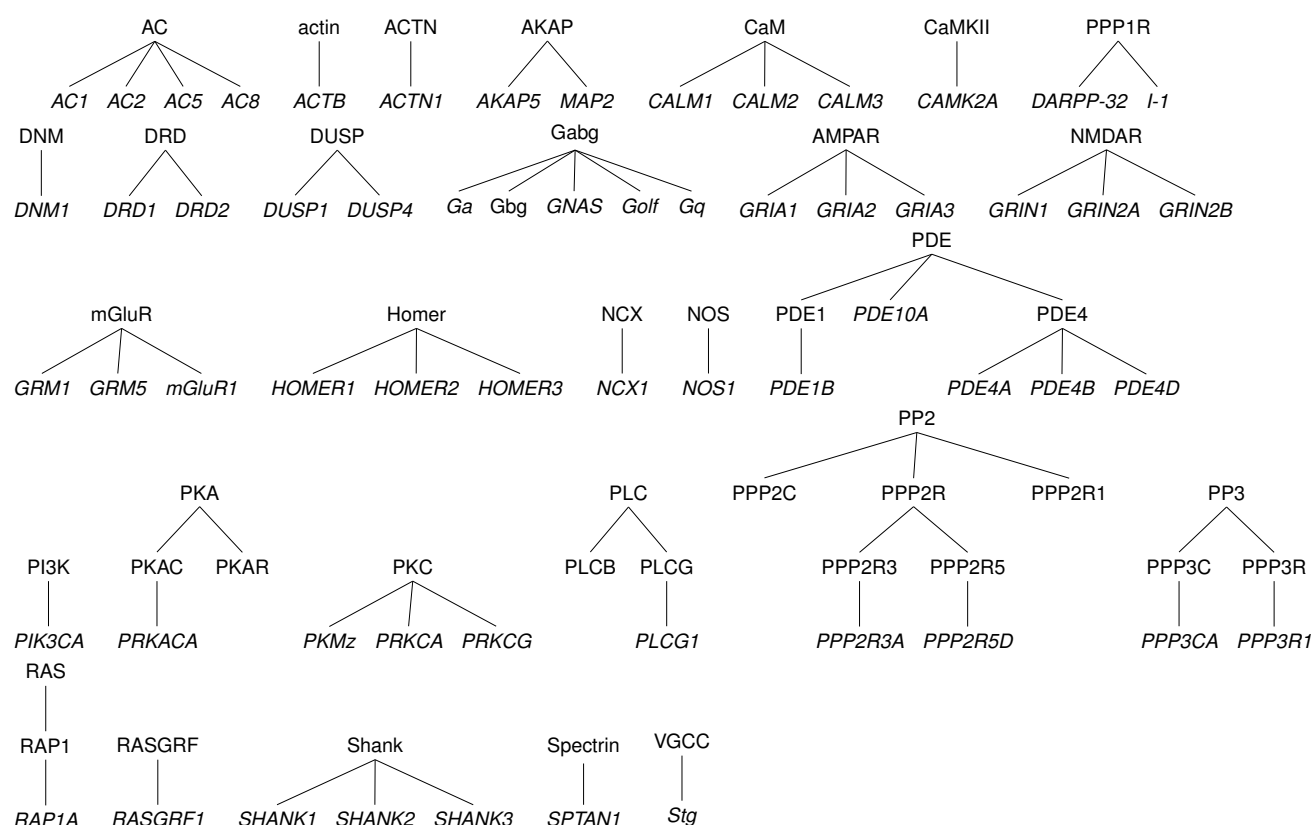 AC actin ACTN AKAP CaM CaMKII PPP1R
AC1 AC2 AC5 AC8 ACTB ACTN1 AKAP5 MAP2 CALM1 CALM2 CALM3 CAMK2A DARPP-32 I-1
DNM DRD DUSP Gabg AMPAR NMDAR
DNM1 DRD1 DRD2 DUSP1 DUSP4 Ga Gbg GNAS Golf Gq GRIA1 GRIA2 GRIA3 GRIN1 GRIN2A GRIN2B
PDE
mGluR Homer NCX NOS PDE1 PDE10A PDE4
GRM1 GRM5 mGluR1 HOMER1 HOMER2 HOMER3 NCX1 NOS1 PDE1B PDE4A PDE4B PDE4D
PP2
PKA PLC PPP2C PPP2R PPP2R1 PP3
PI3K PKAC PKAR PKC PLCB PLCG PPP2R3 PPP2R5 PPP3C PPP3R
PIK3CA PRKACA PKMz PRKCA PRKCG PLCG1 PPP2R3A PPP2R5D PPP3CA PPP3R1
RAS
RAP1 RASGRF Shank Spectrin VGCC
RAP1A RASGRF1 SHANK1 SHANK2 SHANK3 SPTAN1 Stg